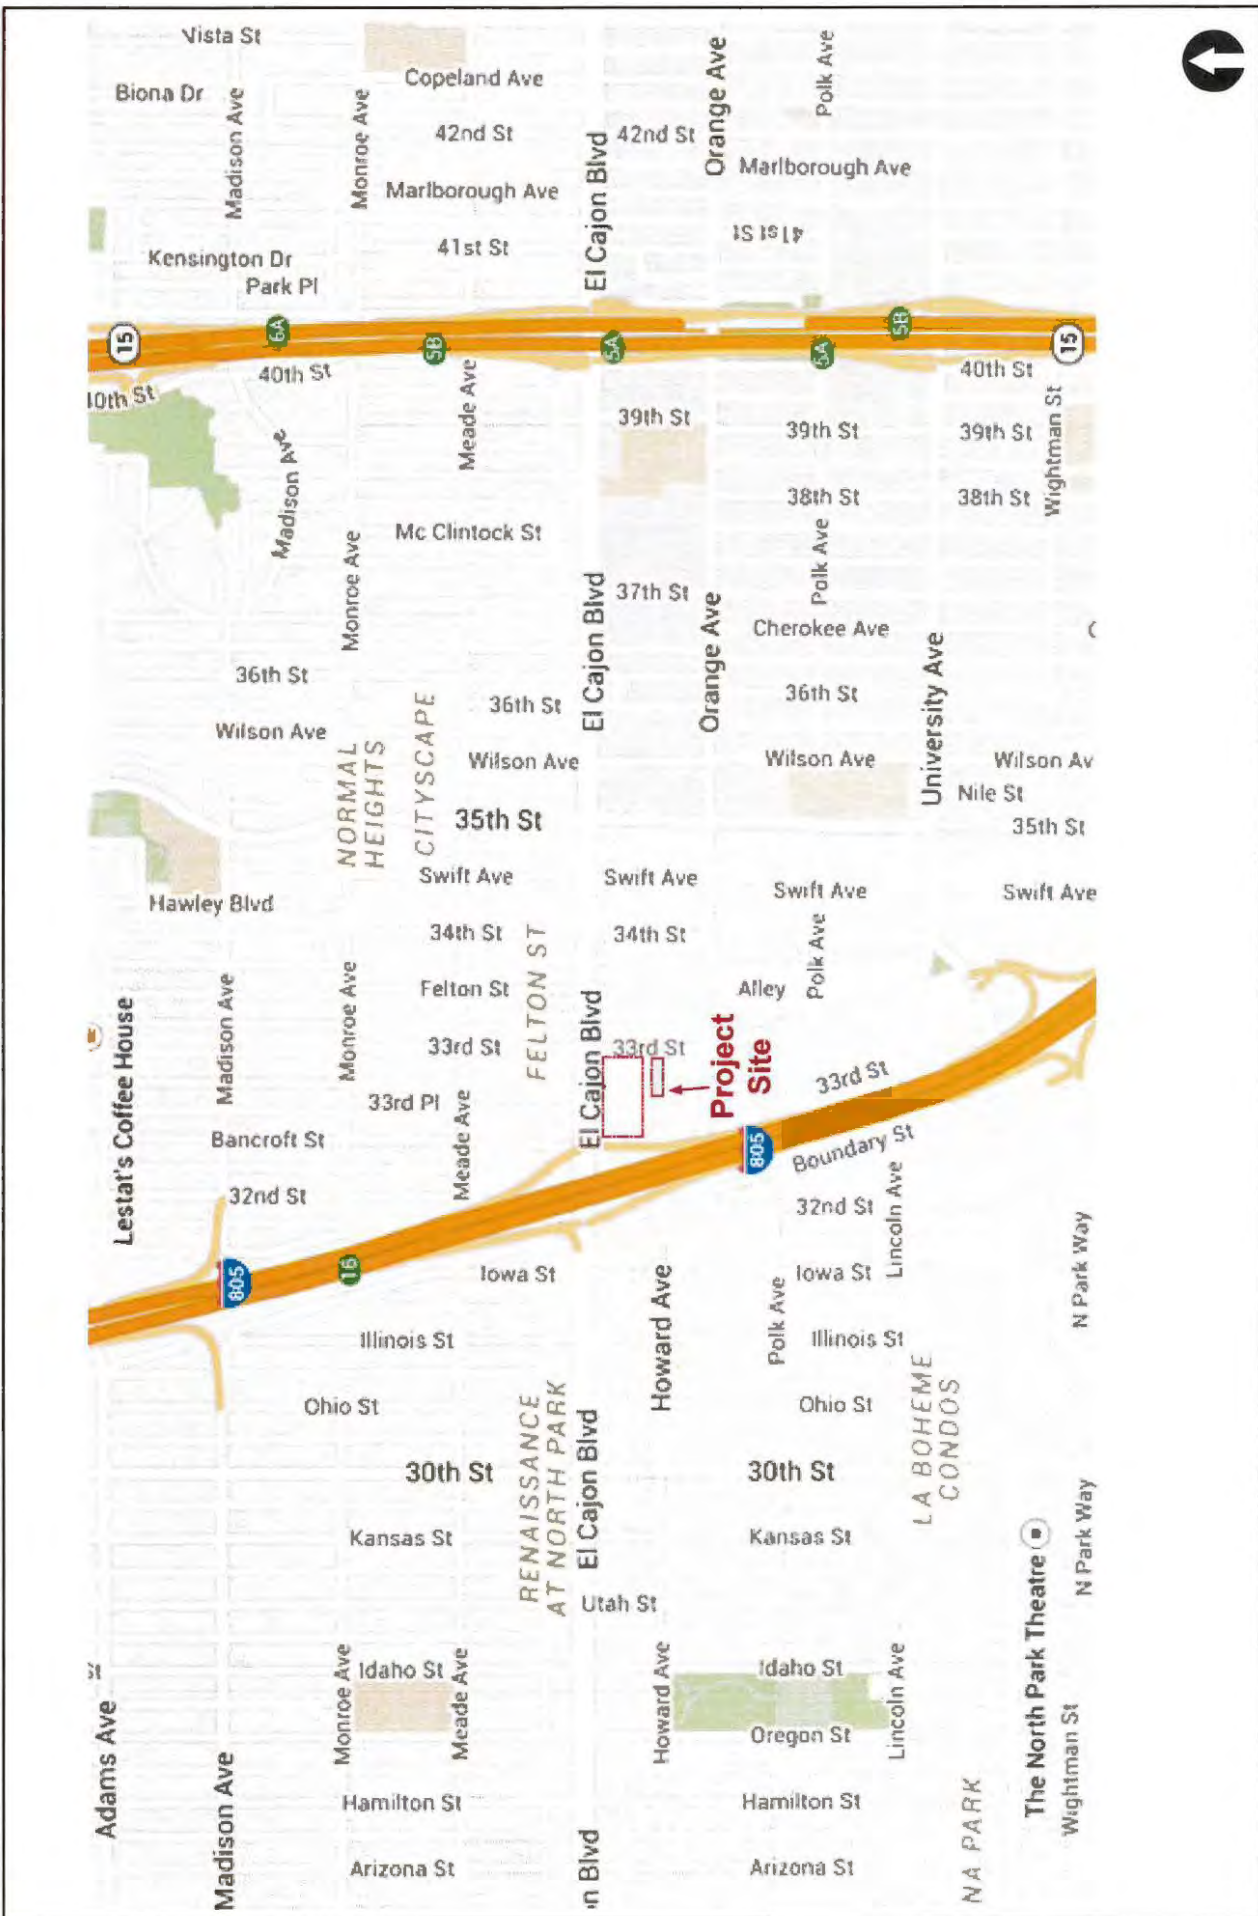 Vista St
Biona Dr
Madison Ave
Monroe Ave
Copeland Ave
42nd St
42nd St
El Cajon Blvd
Orange Ave
Polk Ave
Marlborough Ave
Marlborough Ave
41st St
41st St
Kensington Dr
Park Pl
15
6A
5B
5A
5A
5B
15
40th St
40th St
40th St
Meade Ave
Madison Ave
39th St
39th St
39th St
Wightman St
38th St
38th St
Mc Clintock St
Monroe Ave
El Cajon Blvd
37th St
Orange Ave
Polk Ave
Cherokee Ave
University Ave
36th St
36th St
36th St
Wilson Ave
Wilson Ave
Wilson Ave
Wilson Av
NORMAL
HEIGHTS
CITYSCAPE
35th St
Nile St
35th St
Swift Ave
Swift Ave
Swift Ave
Swift Ave
Hawley Blvd
34th St
34th St
FELTON ST
Polk Ave
Felton St
Alley
Lestat's Coffee House
Madison Ave
Monroe Ave
33rd St
El Cajon Blvd
33rd St
Project
Site
33rd St
33rd Pl
Meade Ave
Bancroft St
805
Boundary St
32nd St
32nd St
Lincoln Ave
N Park Way
805
16
Iowa St
Howard Ave
Iowa St
Polk Ave
Illinois St
Illinois St
Ohio St
Ohio St
RENAISSANCE
AT NORTH PARK
El Cajon Blvd
LA BOHEME
CONDOS
30th St
30th St
Kansas St
Kansas St
N Park Way
The North Park Theatre
Utah St
Adams Ave
St
Monroe Ave
Idaho St
Meade Ave
Howard Ave
Idaho St
Lincoln Ave
Oregon St
Wightman St
Madison Ave
Hamilton St
Hamilton St
NA PARK
Arizona St
on Blvd
Arizona St